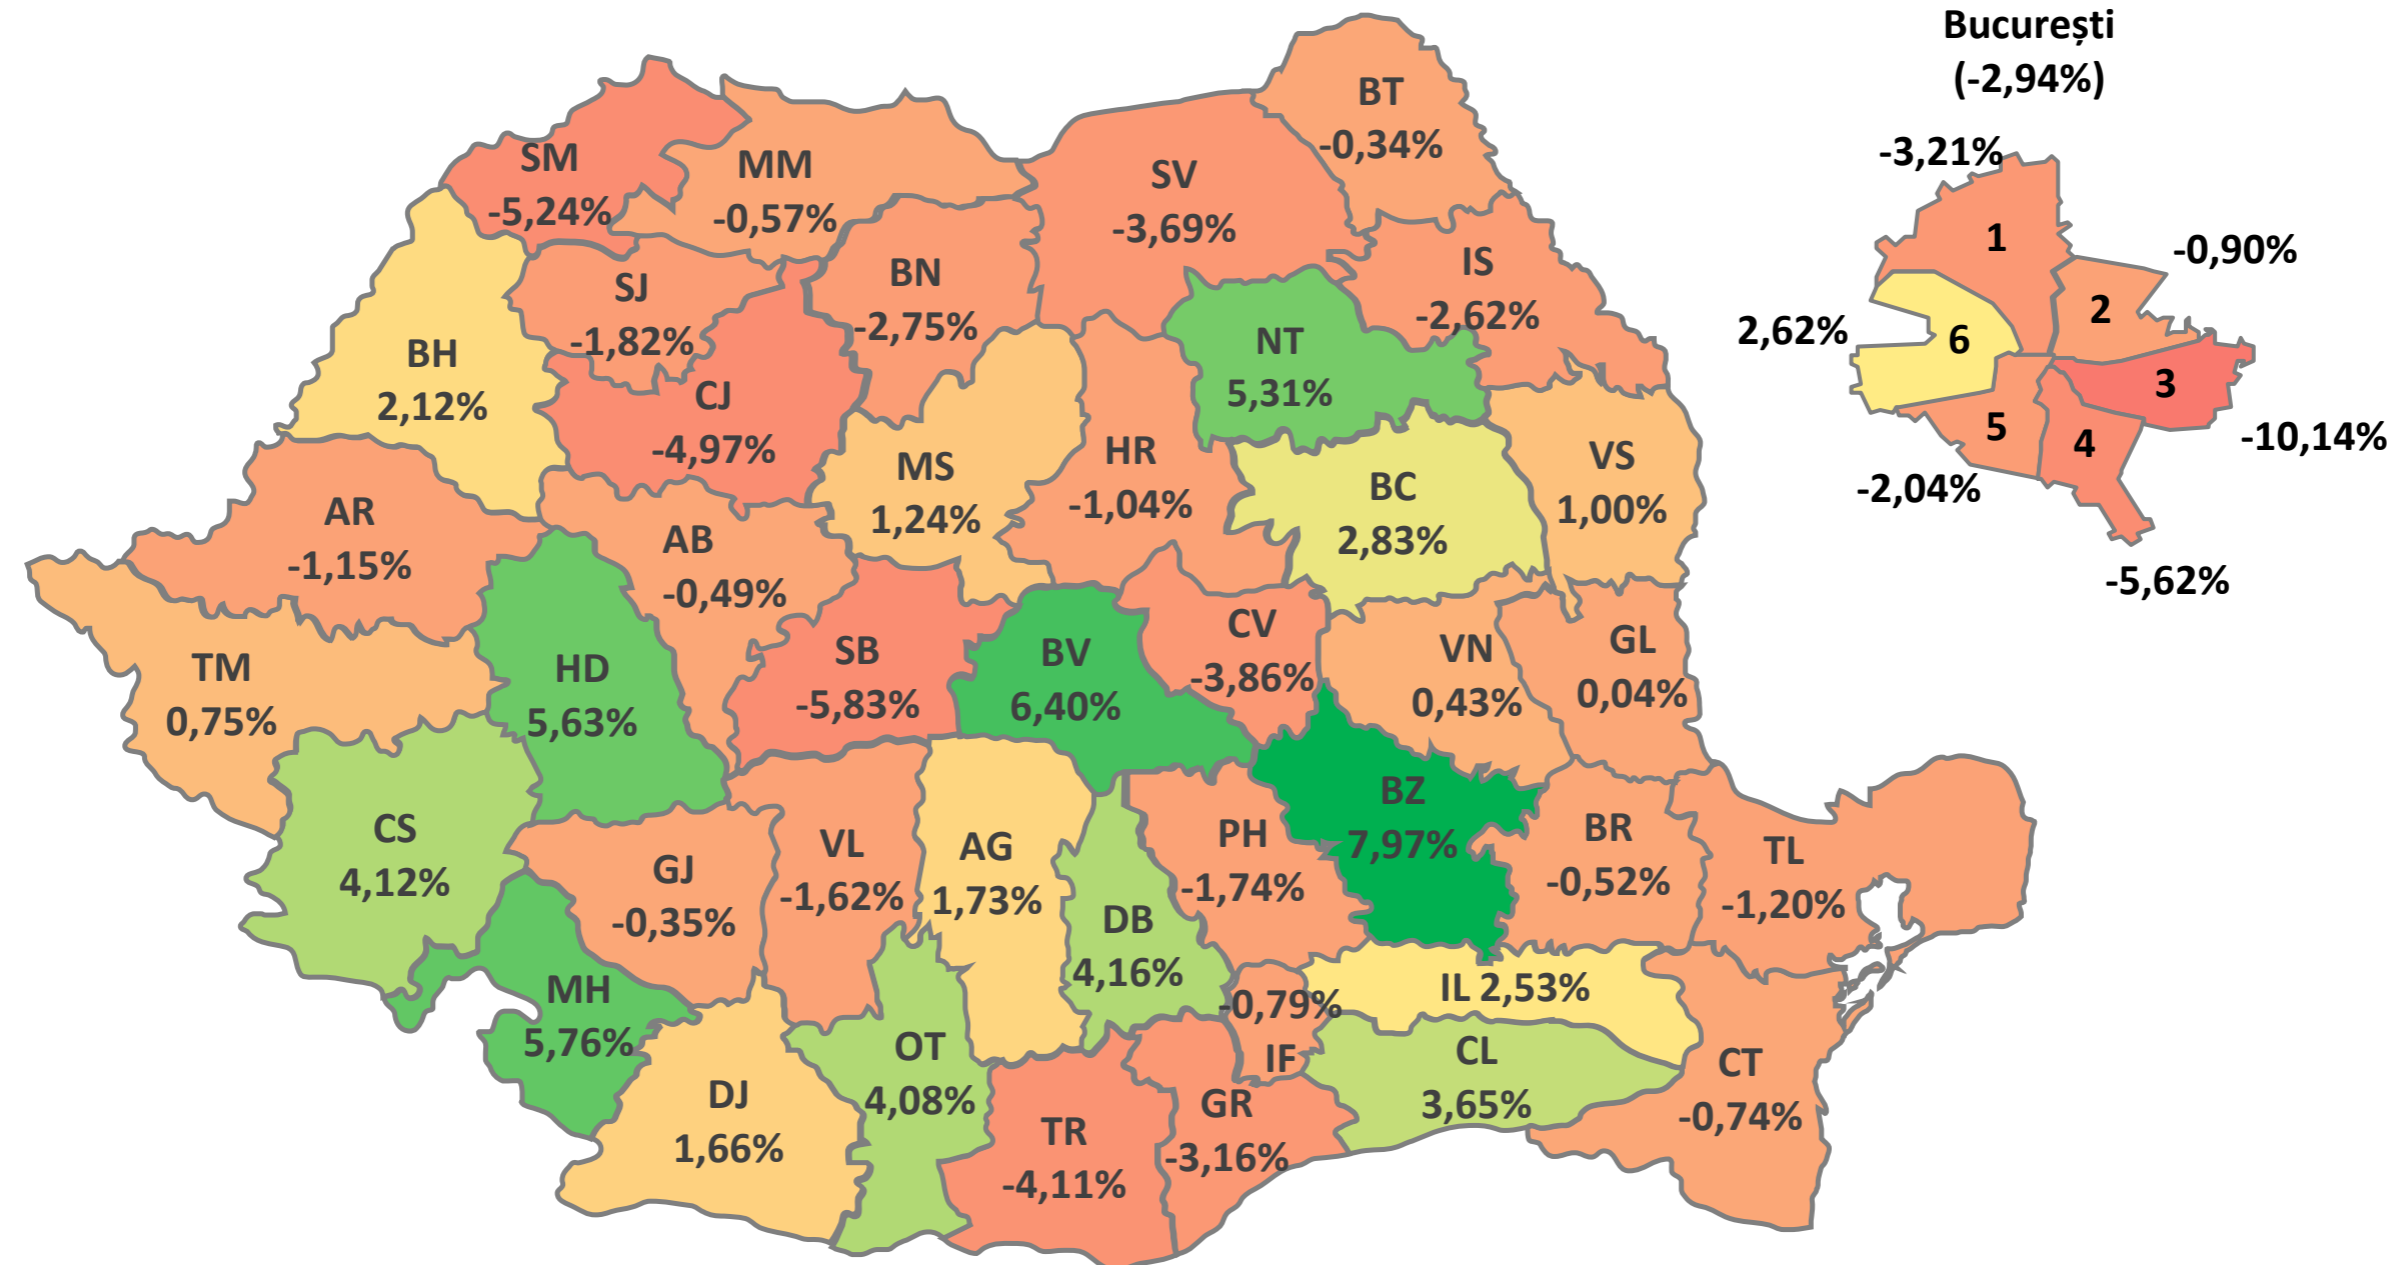 București
(-2,94%)
-3,21%
1
-0,90%
2
2,62%
6
3
-10,14%
5
4
-2,04%
-5,62%
BT
-0,34%
SM
-5,24%
MM
-0,57%
SV
-3,69%
IS
-2,62%
SJ
-1,82%
BN
-2,75%
NT
5,31%
BH
2,12%
CJ
-4,97%
MS
1,24%
HR
-1,04%
BC
2,83%
VS
1,00%
AR
-1,15%
AB
-0,49%
TM
0,75%
HD
5,63%
SB
-5,83%
BV
6,40%
CV
-3,86%
VN
0,43%
GL
0,04%
CS
4,12%
GJ
-0,35%
VL
-1,62%
AG
1,73%
DB
4,16%
PH
-1,74%
BZ
7,97%
BR
-0,52%
TL
-1,20%
MH
5,76%
DJ
1,66%
OT
4,08%
TR
-4,11%
GR
-3,16%
-0,79%
IF
IL 2,53%
CL
3,65%
CT
-0,74%